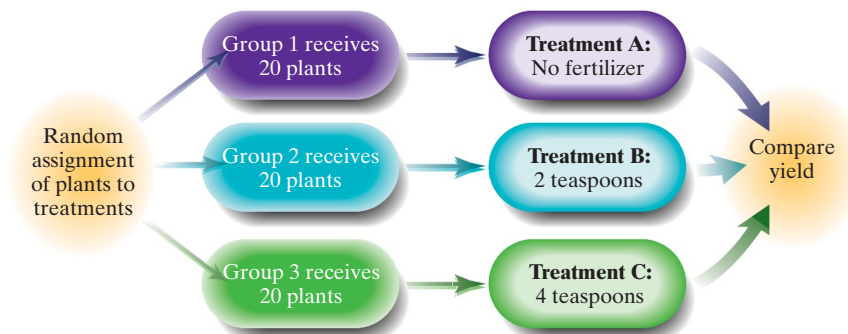 Random
assignment
of plants to
treatments
Group 1 receives
20 plants
Treatment A:
No fertilizer
Group 2 receives
20 plants
Treatment B:
2 teaspoons
Group 3 receives
20 plants
Treatment C:
4 teaspoons
Compare
yield